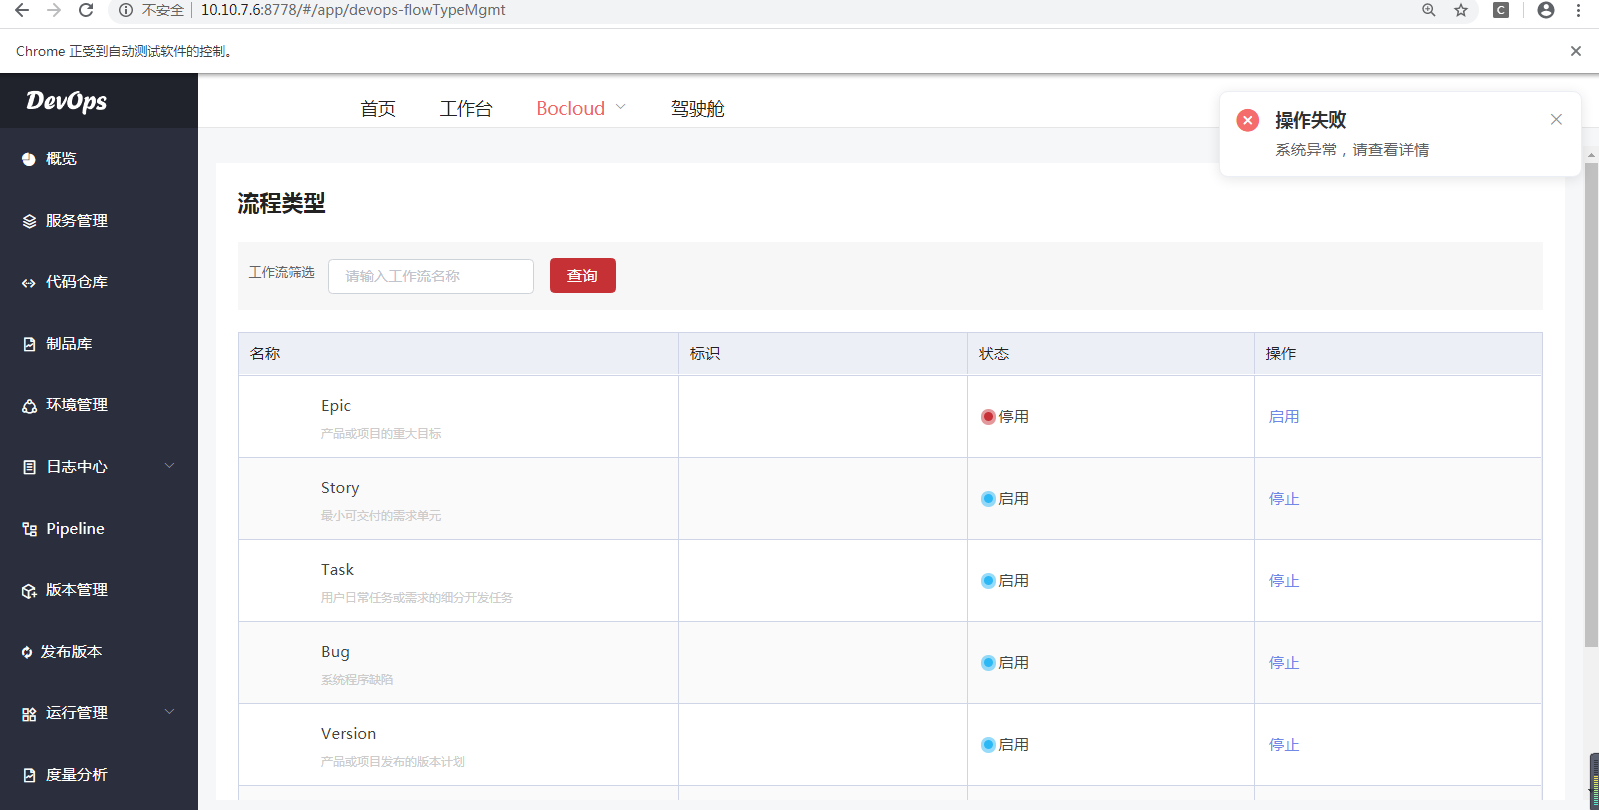 不安全 10.10.7.6:8778/#/app/devops-flowTypeMgmt
C
Chrome 正受到自动测试软件的控制。
DevOps
首页 工作台 Bocloud 驾驶舱
操作失败
系统异常，请查看详情
概览
服务管理
代码仓库
制品库
环境管理
日志中心
Pipeline
版本管理
发布版本
运行管理
度量分析
流程类型
工作流筛选 请输入工作流名称 查询
名称 标识 状态 操作
Epic
产品或项目的重大目标
停用 启用
Story
最小可交付的需求单元
启用 停止
Task
用户日常任务或需求的细分开发任务
启用 停止
Bug
系统程序缺陷
启用 停止
Version
产品或项目发布的版本计划
启用 停止